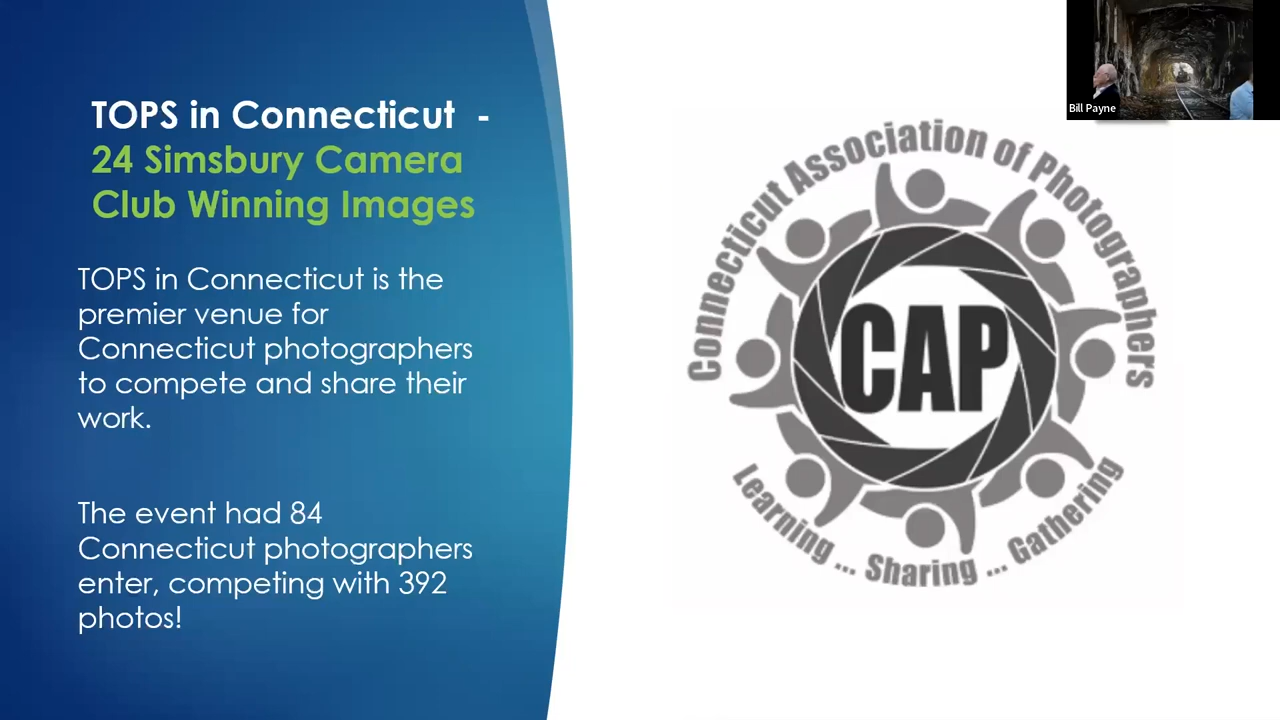 TOPS in Connecticut -
24 Simsbury Camera
Club Winning Images
TOPS in Connecticut is the
premier venue for
Connecticut photographers
to compete and share their
work.
The event had 84
Connecticut photographers
enter, competing with 392
photos!
Connecticut Association of Photographers
CAP
Learning ... Sharing ... Gathering
Bill Payne